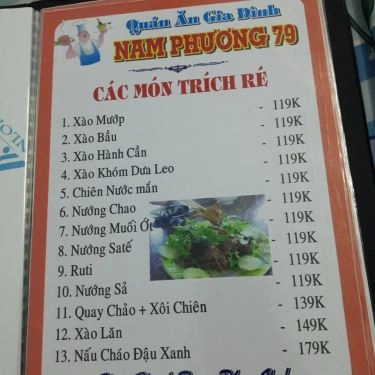 Quán Ăn Gia Đình
NAM PHƯƠNG 79
CÁC MÓN TRÍCH RÉ
1. Xào Mướp - 119K
2. Xào Bầu - 119K
3. Xào Hành Cần - 119K
4. Xào Khóm Dưa Leo - 119K
5. Chiên Nước mắn - 119K
6. Nướng Chao - 119K
7. Nướng Muối Ớt - 119K
8. Nướng Saté - 119K
9. Ruti - 119K
10. Nướng Sả - 119K
11. Quay Chảo + Xôi Chiên - 139K
12. Xào Lăn - 149K
13. Nấu Cháo Đậu Xanh - 179K